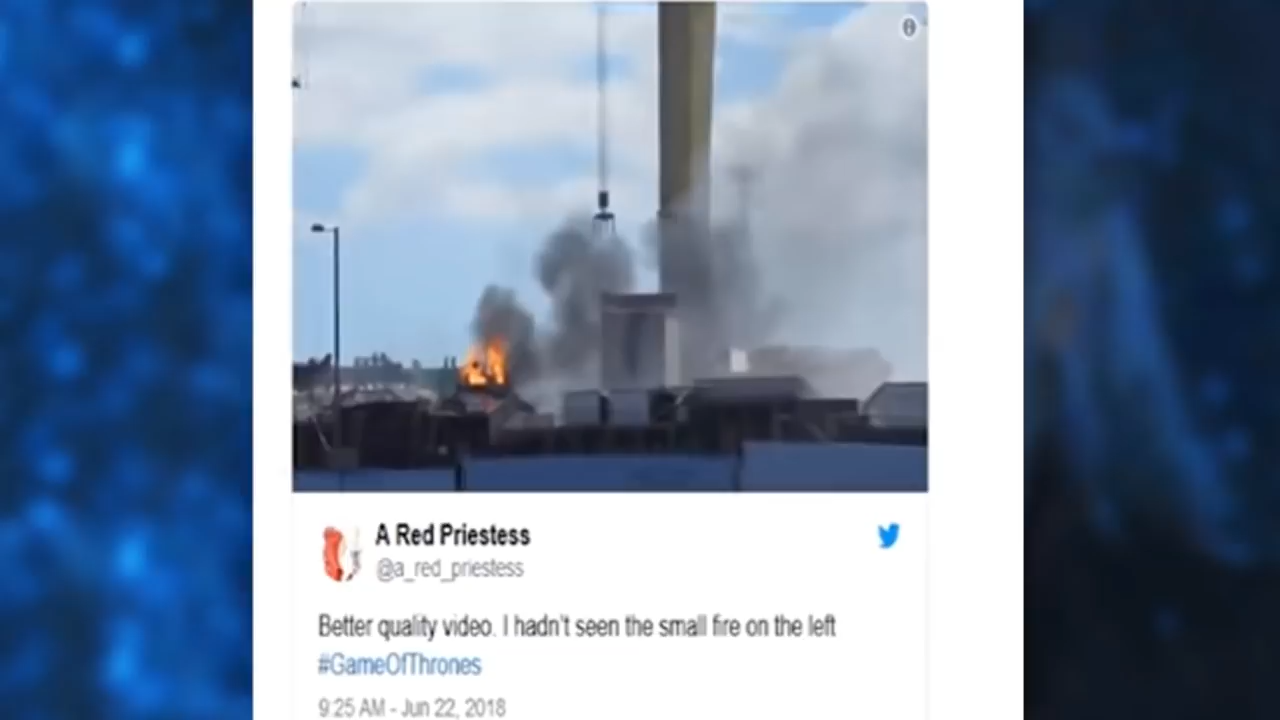 A Red Priestess
@a_red_priestess
Better quality video. I hadn't seen the small fire on the left
#GameOfThrones
9:25 AM - Jun 22, 2018